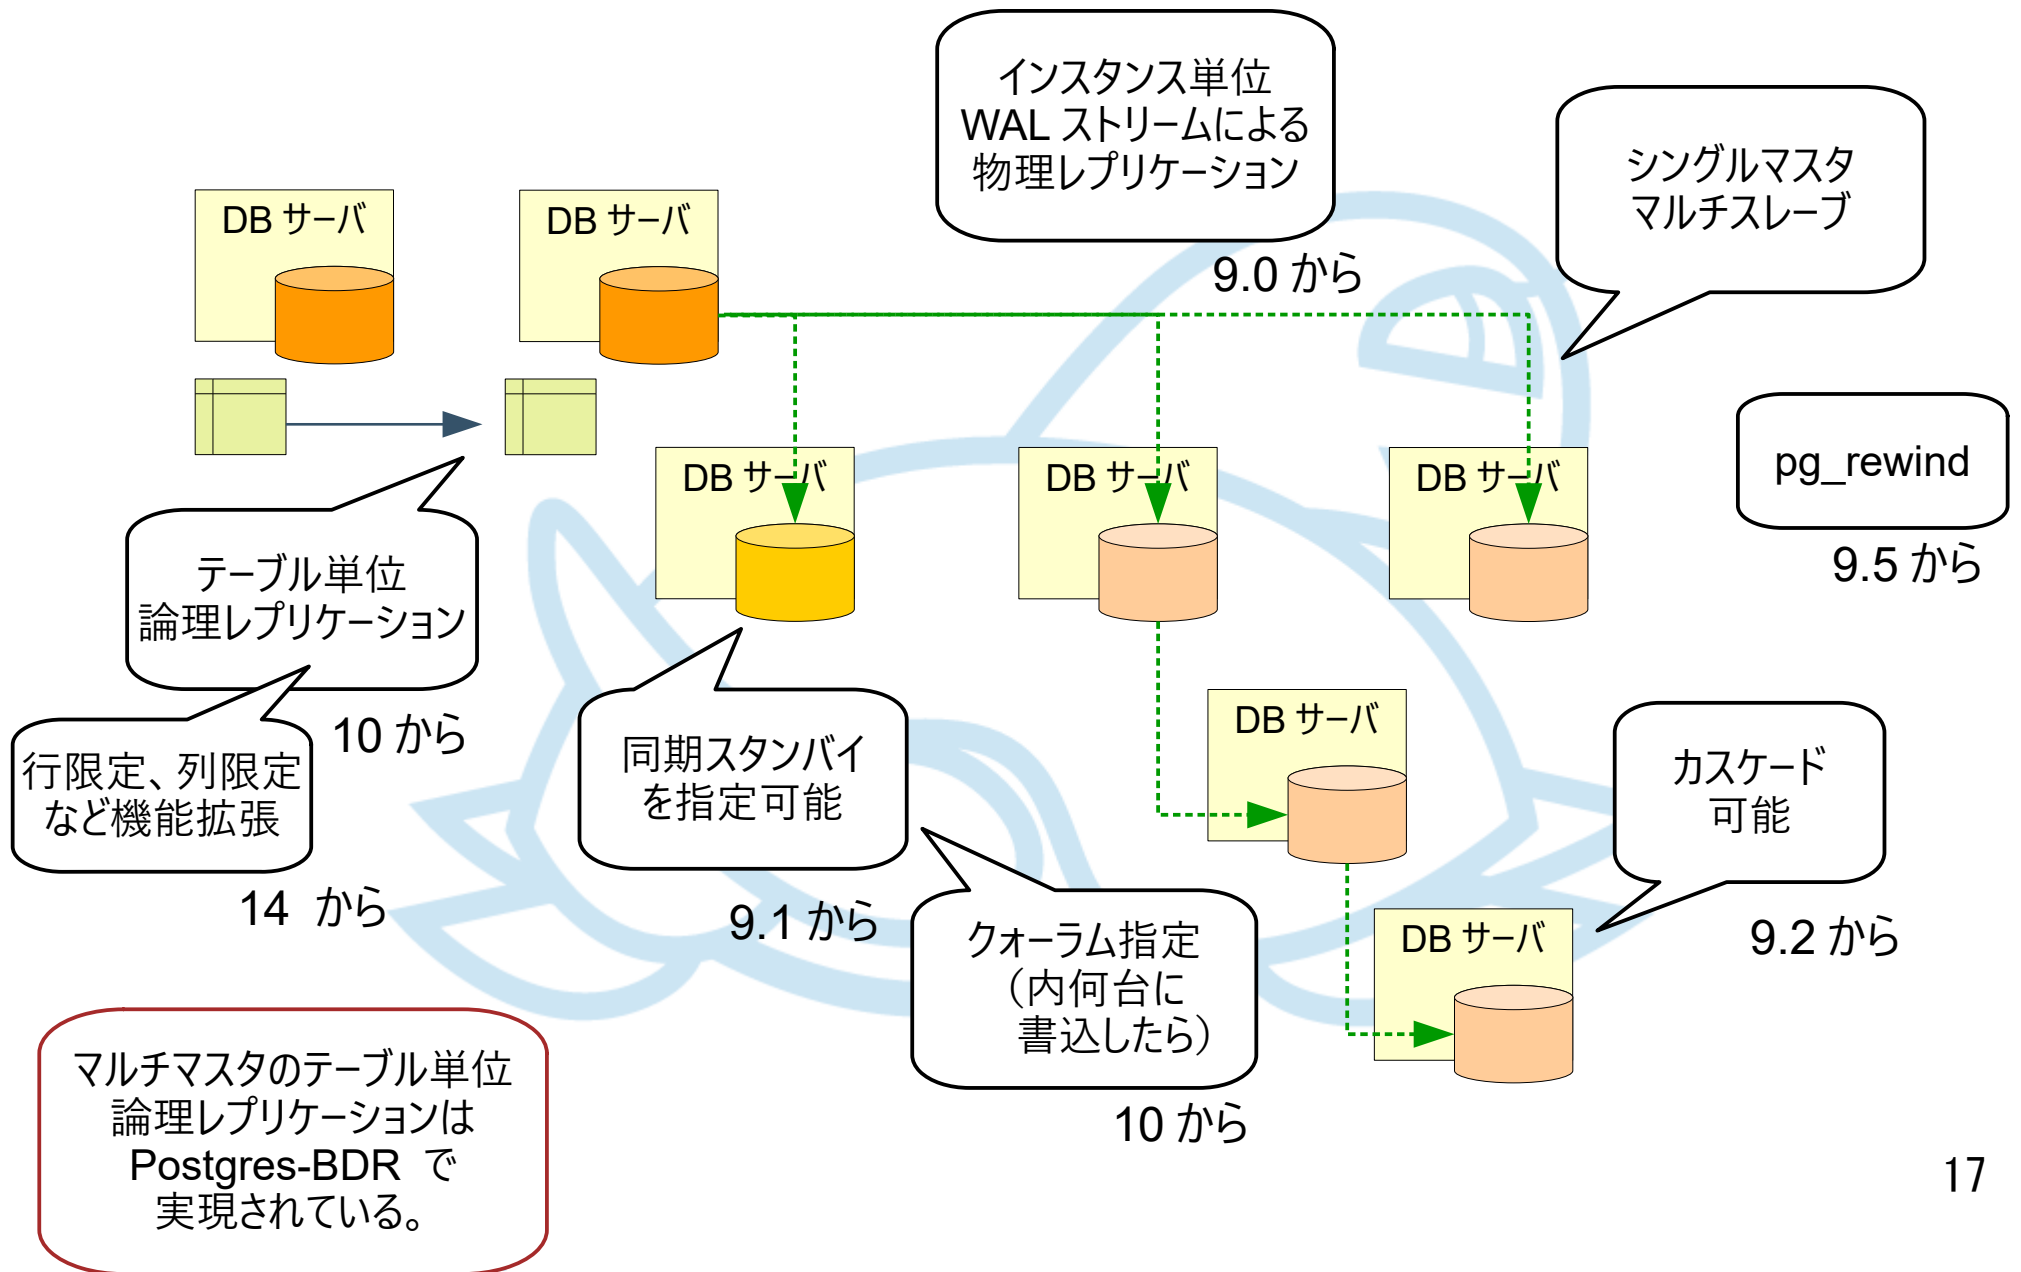 インスタンス単位
WAL ストリームによる
物理レプリケーション
9.0 から
シングルマスタ
マルチスレーブ
DB サーバ
DB サーバ
pg_rewind
9.5 から
DB サーバ
DB サーバ
DB サーバ
テーブル単位
論理レプリケーション
10 から
行限定、列限定
など機能拡張
14 から
同期スタンバイ
を指定可能
9.1 から
DB サーバ
カスケード
可能
9.2 から
クォーラム指定
（内何台に
書込したら）
10 から
DB サーバ
マルチマスタのテーブル単位
論理レプリケーションは
Postgres-BDR で
実現されている。
17